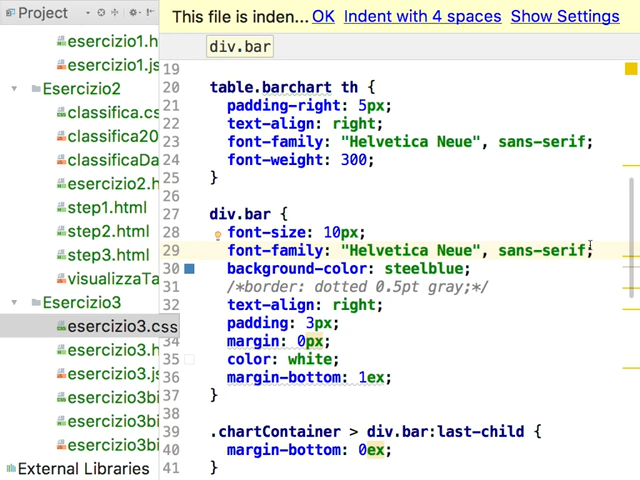 Project
This file is inden... OK Indent with 4 spaces Show Settings
div.bar
esercizio1.h
esercizio1.js
Esercizio2
classifica.cs
classifica20
classificaDa
esercizio2.h
step1.html
step2.html
step3.html
visualizzaTa
Esercizio3
esercizio3.css
esercizio3.h
esercizio3.js
esercizio3bi
esercizio3bi
esercizio3bi
External Libraries
19
20 table.barchart th {
21 padding-right: 5px;
22 text-align: right;
23 font-family: "Helvetica Neue", sans-serif;
24 font-weight: 300;
25 }
26
27 div.bar {
28 font-size: 10px;
29 font-family: "Helvetica Neue", sans-serif;
30 background-color: steelblue;
31 /*border: dotted 0.5pt gray;*/
32 text-align: right;
33 padding: 3px;
34 margin: 0px;
35 color: white;
36 margin-bottom: 1ex;
37 }
38
39 .chartContainer > div.bar:last-child {
40 margin-bottom: 0ex;
41 }